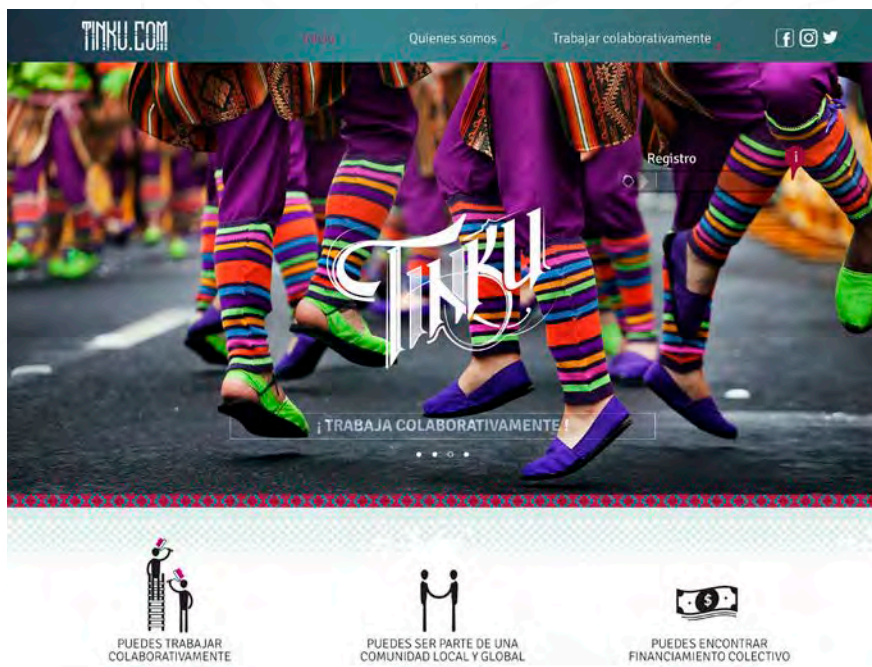 TINKU.COM
Inicio
Quienes somos
Trabajar colaborativamente
Registro
i
TINKU
¡ TRABAJA COLABORATIVAMENTE !
PUEDES TRABAJAR
COLABORATIVAMENTE
PUEDES SER PARTE DE UNA
COMUNIDAD LOCAL Y GLOBAL
$
PUEDES ENCONTRAR
FINANCIAMIENTO COLECTIVO